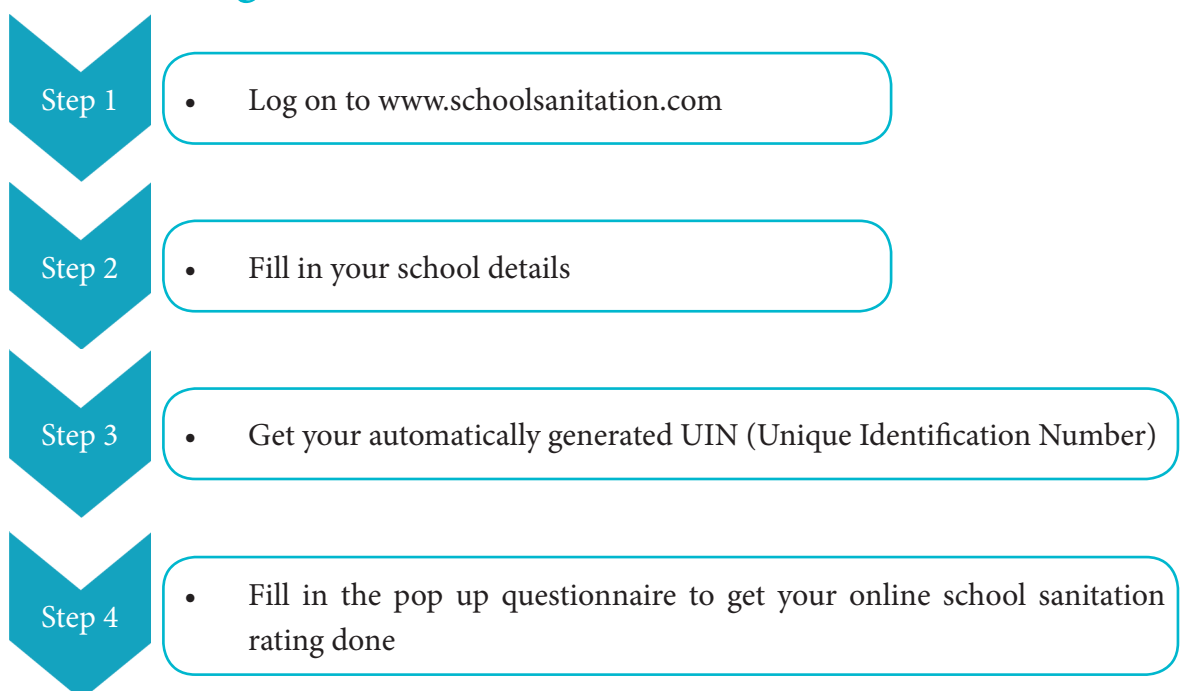 Step 1
• Log on to www.schoolsanitation.com
Step 2
• Fill in your school details
Step 3
• Get your automatically generated UIN (Unique Identification Number)
Step 4
• Fill in the pop up questionnaire to get your online school sanitation
rating done